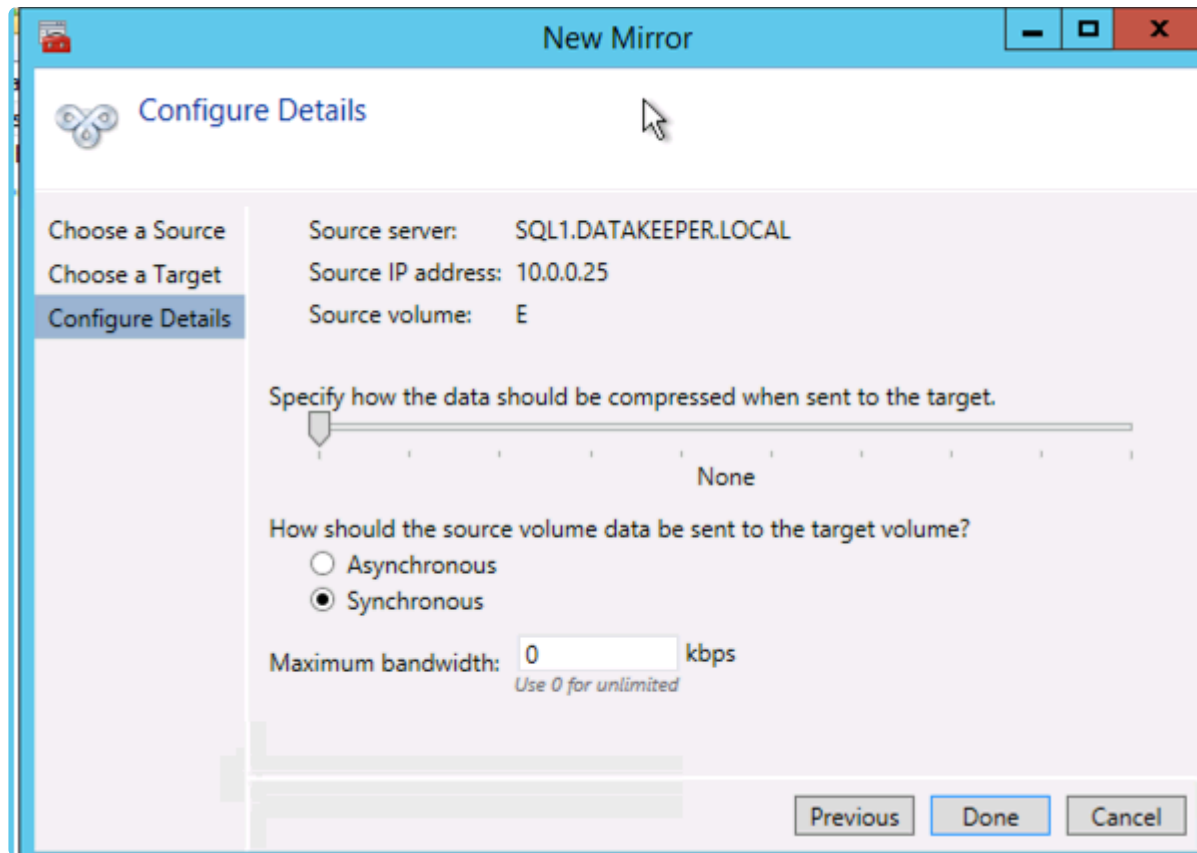 New Mirror
Configure Details
Choose a Source
Choose a Target
Configure Details
Source server: SQL1.DATAKEEPER.LOCAL
Source IP address: 10.0.0.25
Source volume: E
Specify how the data should be compressed when sent to the target.
None
How should the source volume data be sent to the target volume?
Asynchronous
Synchronous
Maximum bandwidth: 0 kbps
Use 0 for unlimited
Previous Done Cancel